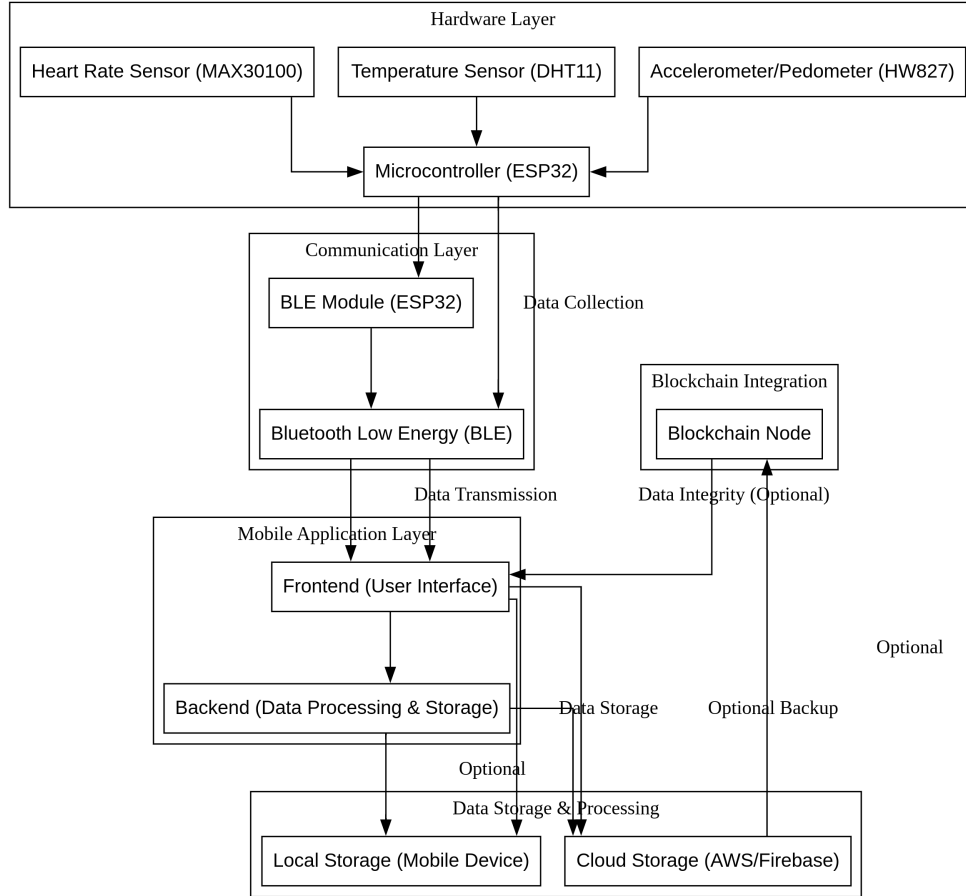 Hardware Layer
Heart Rate Sensor (MAX30100)
Temperature Sensor (DHT11)
Accelerometer/Pedometer (HW827)
Microcontroller (ESP32)
Communication Layer
BLE Module (ESP32)
Data Collection
Blockchain Integration
Bluetooth Low Energy (BLE)
Blockchain Node
Data Transmission
Data Integrity (Optional)
Mobile Application Layer
Frontend (User Interface)
Optional
Backend (Data Processing & Storage)
Data Storage
Optional Backup
Optional
Data Storage & Processing
Local Storage (Mobile Device)
Cloud Storage (AWS/Firebase)